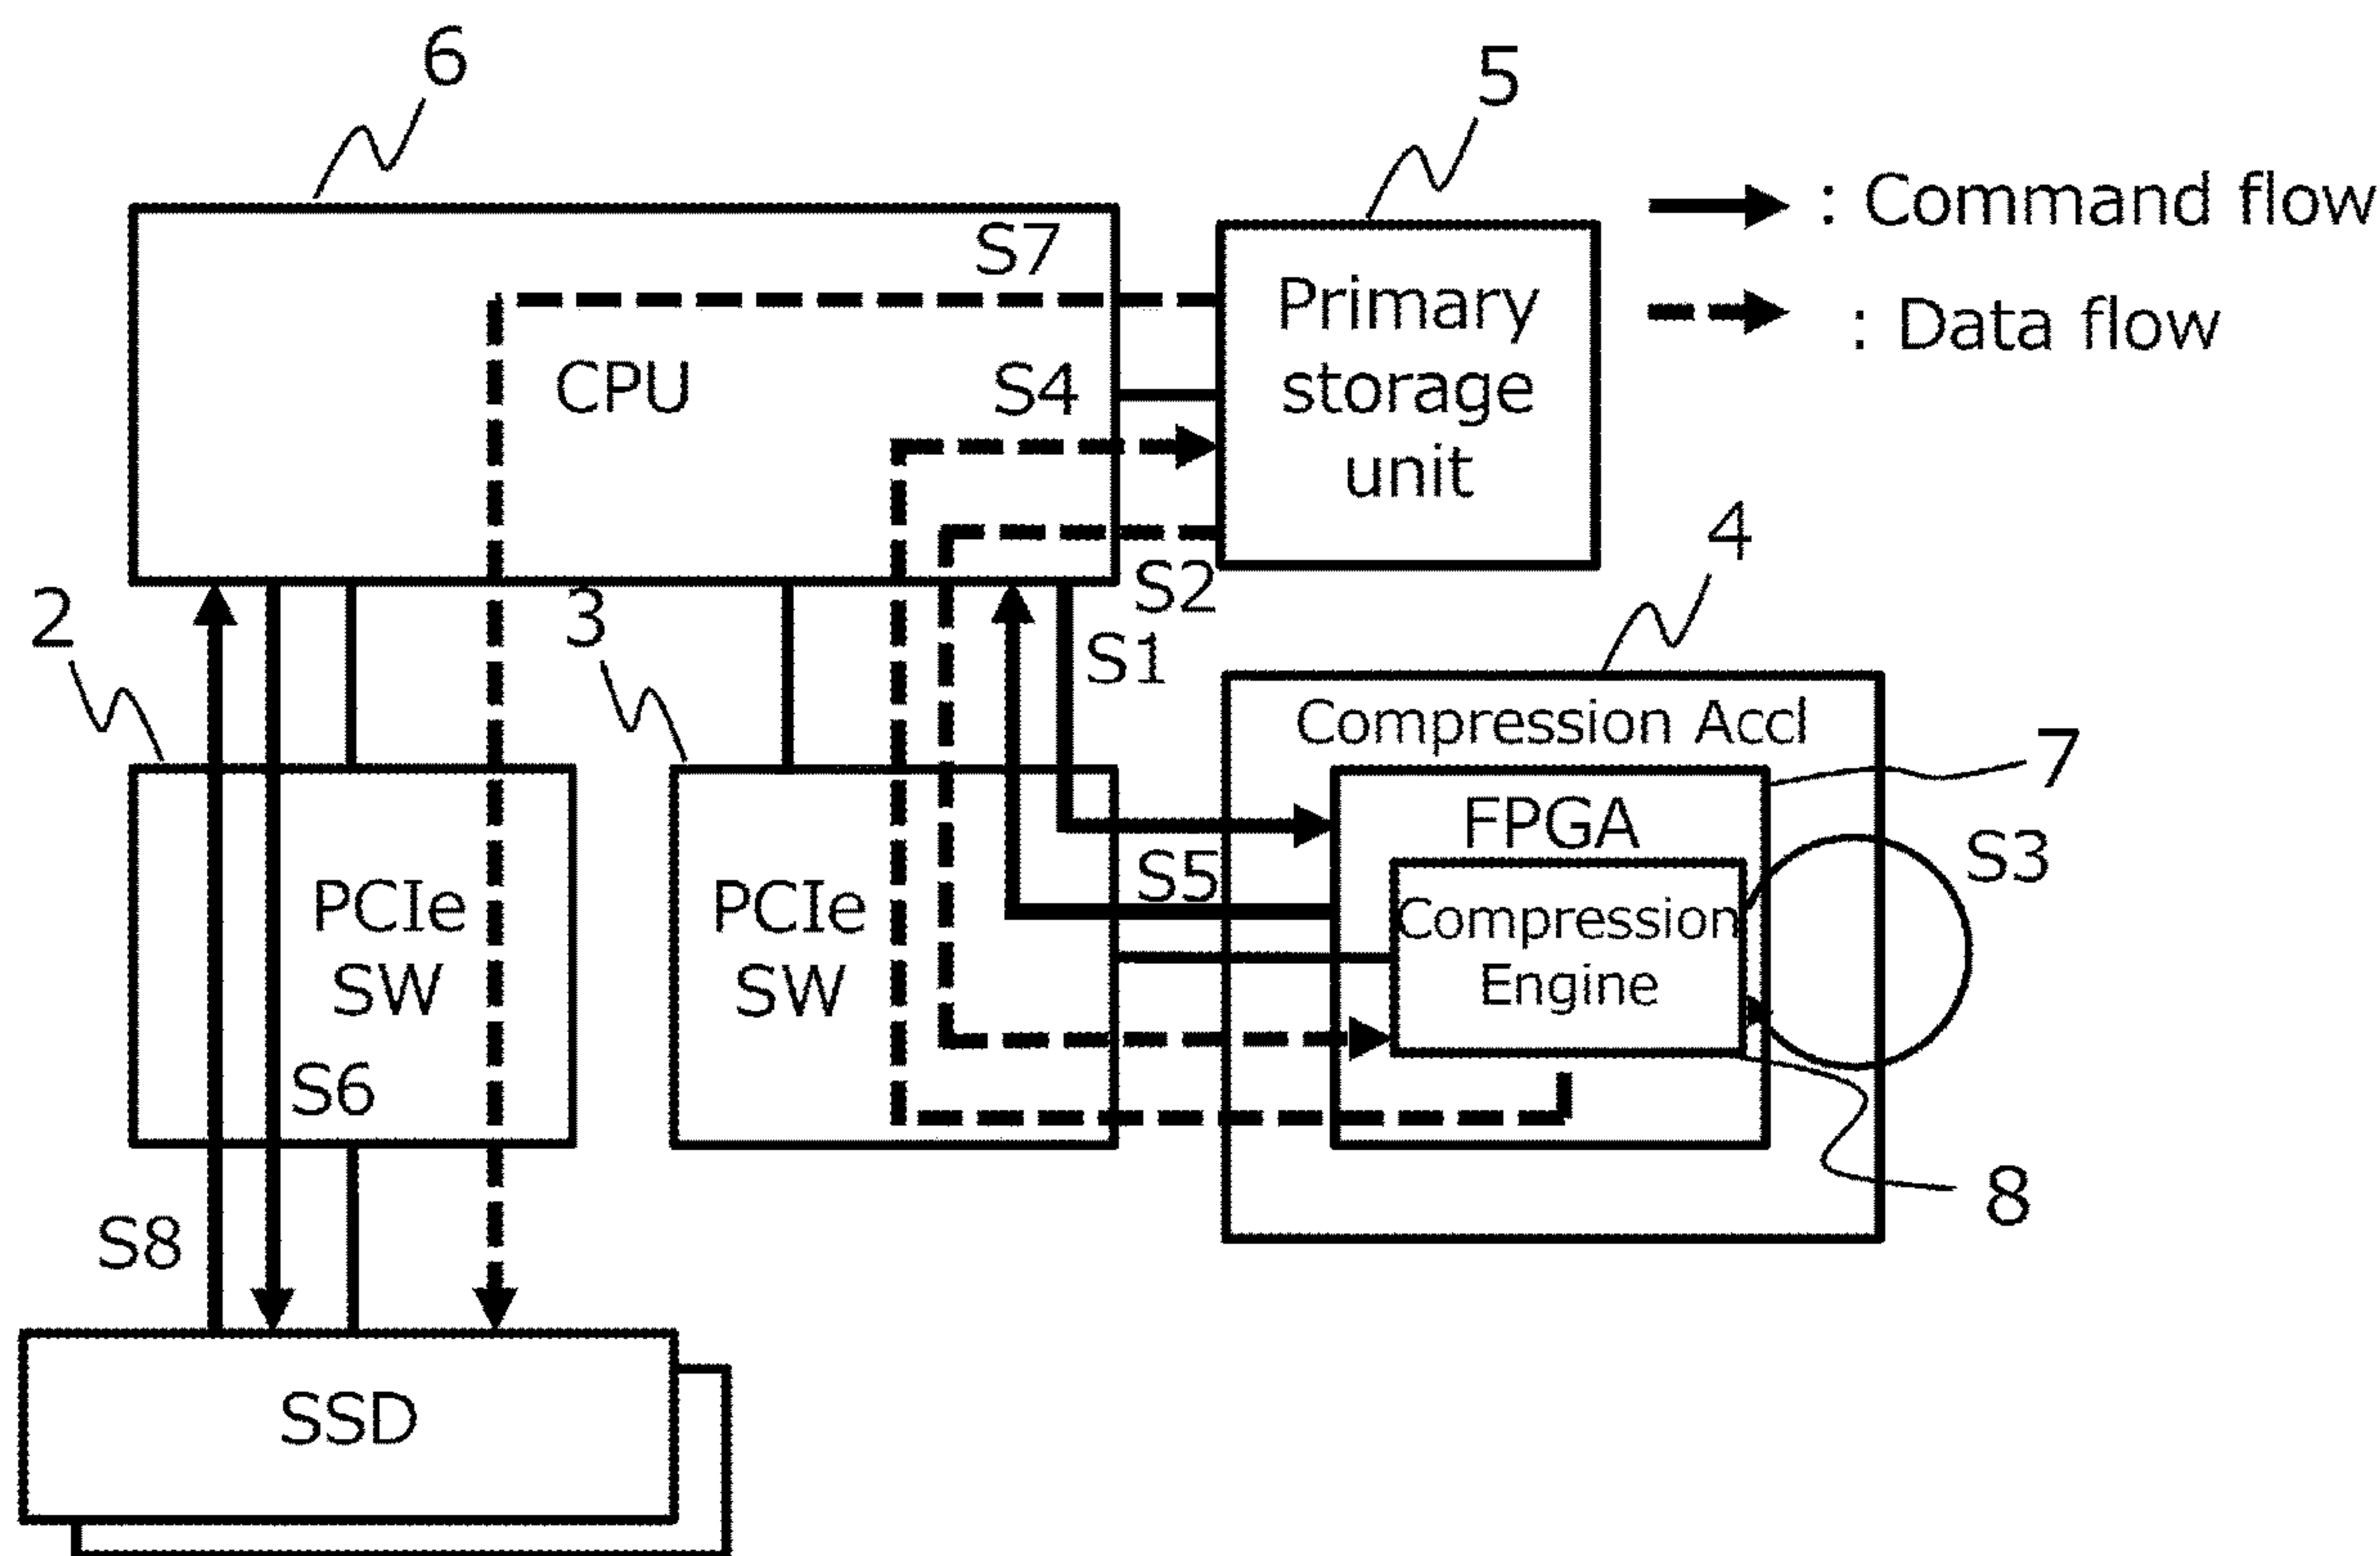 6
5
: Command flow
: Data flow
S7
Primary
storage
unit
CPU
S4
4
S2
2
3
S1
Compression Accl
7
FPGA
S3
S5
PCIe
SW
PCIe
SW
Compression
Engine
S6
8
S8
SSD